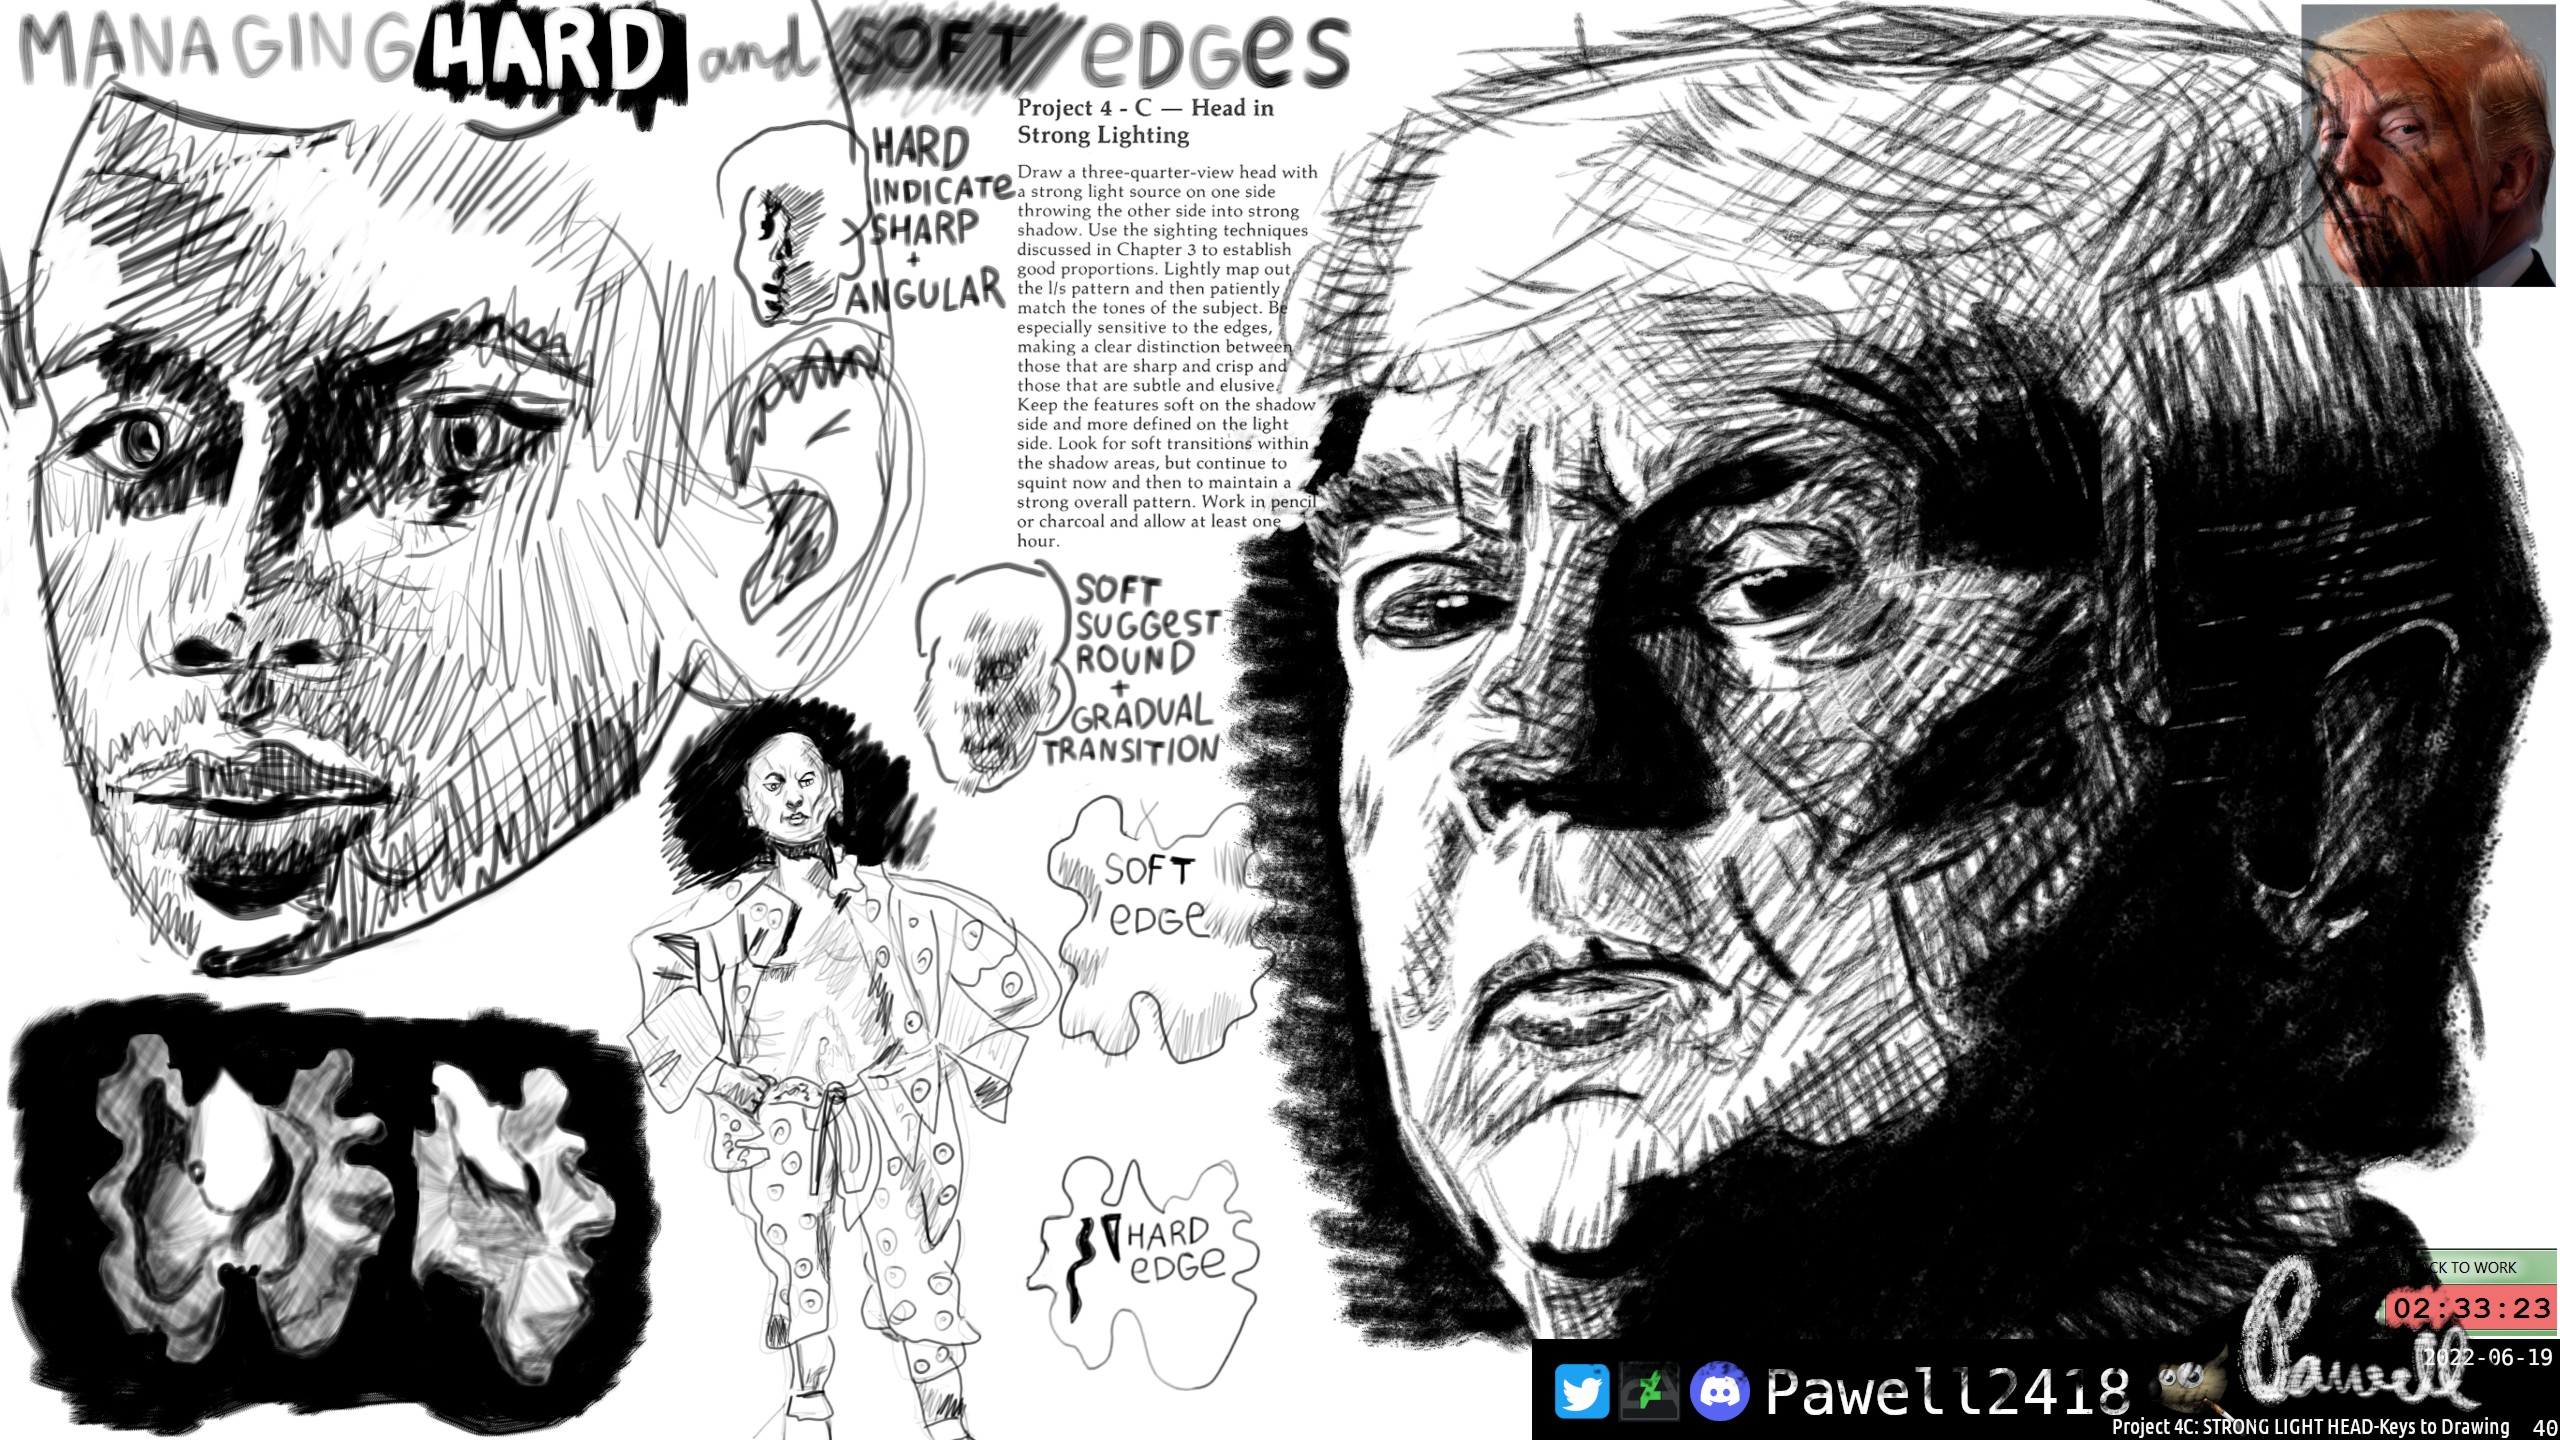 MANAGING HARD and SOFT EDGES
HARD
INDICATE
SHARP
+
ANGULAR
Project 4 - C — Head in
Strong Lighting
Draw a three-quarter-view head with
a strong light source on one side
throwing the other side into strong
shadow. Use the sighting techniques
discussed in Chapter 3 to establish
good proportions. Lightly map out
the l/s pattern and then patiently
match the tones of the subject. Be
especially sensitive to the edges,
making a clear distinction between
those that are sharp and crisp and
those that are subtle and elusive.
Keep the features soft on the shadow
side and more defined on the light
side. Look for soft transitions within
the shadow areas, but continue to
squint now and then to maintain a
strong overall pattern. Work in pencil
or charcoal and allow at least one
hour.
SOFT
SUGGEST
ROUND
+
GRADUAL
TRANSITION
SOFT
EDGE
HARD
EDGE
CK TO WORK
02:33:23
Pawell
2022-06-19
Pawell2418
Project 4C: STRONG LIGHT HEAD-Keys to Drawing 40